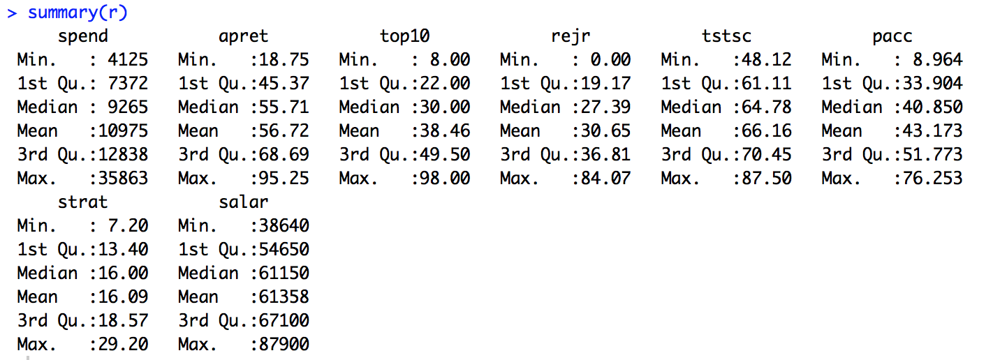 > summary(r)
     spend           apret           top10            rejr           tstsc            pacc
 Min.   : 4125   Min.   :18.75   Min.   : 8.00   Min.   : 0.00   Min.   :48.12   Min.   : 8.964
 1st Qu.: 7372   1st Qu.:45.37   1st Qu.:22.00   1st Qu.:19.17   1st Qu.:61.11   1st Qu.:33.904
 Median : 9265   Median :55.71   Median :30.00   Median :27.39   Median :64.78   Median :40.850
 Mean   :10975   Mean   :56.72   Mean   :38.46   Mean   :30.65   Mean   :66.16   Mean   :43.173
 3rd Qu.:12838   3rd Qu.:68.69   3rd Qu.:49.50   3rd Qu.:36.81   3rd Qu.:70.45   3rd Qu.:51.773
 Max.   :35863   Max.   :95.25   Max.   :98.00   Max.   :84.07   Max.   :87.50   Max.   :76.253
     strat           salar
 Min.   : 7.20   Min.   :38640
 1st Qu.:13.40   1st Qu.:54650
 Median :16.00   Median :61150
 Mean   :16.09   Mean   :61358
 3rd Qu.:18.57   3rd Qu.:67100
 Max.   :29.20   Max.   :87900